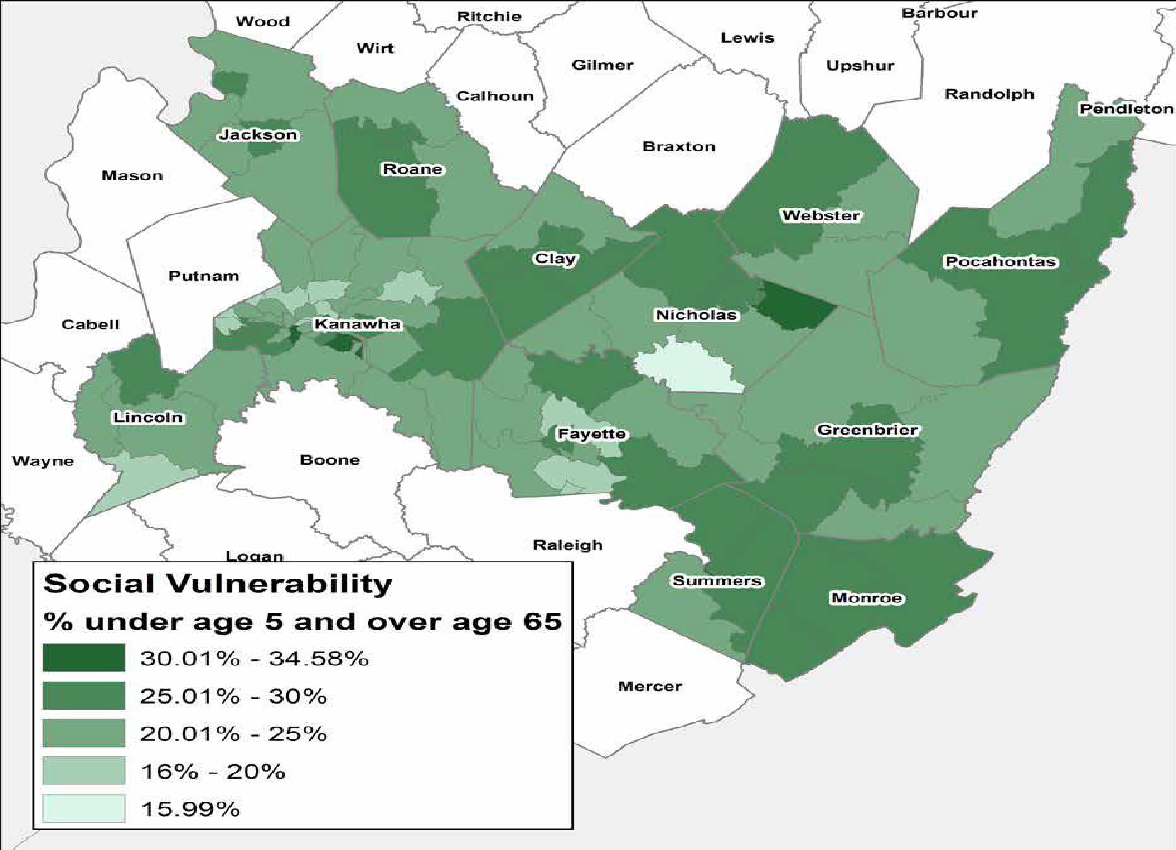 Wood
Ritchie
Barbour
Wirt
Lewis
Gilmer
Upshur
Calhoun
Randolph
Pendleton
Jackson
Braxton
Roane
Mason
Webster
Clay
Pocahontas
Putnam
Nicholas
Cabell
Kanawha
Lincoln
Greenbrier
Fayette
Wayne
Boone
Raleigh
Logan
Summers
Monroe
Mercer
Social Vulnerability
% under age 5 and over age 65
30.01% - 34.58%
25.01% - 30%
20.01% - 25%
16% - 20%
15.99%